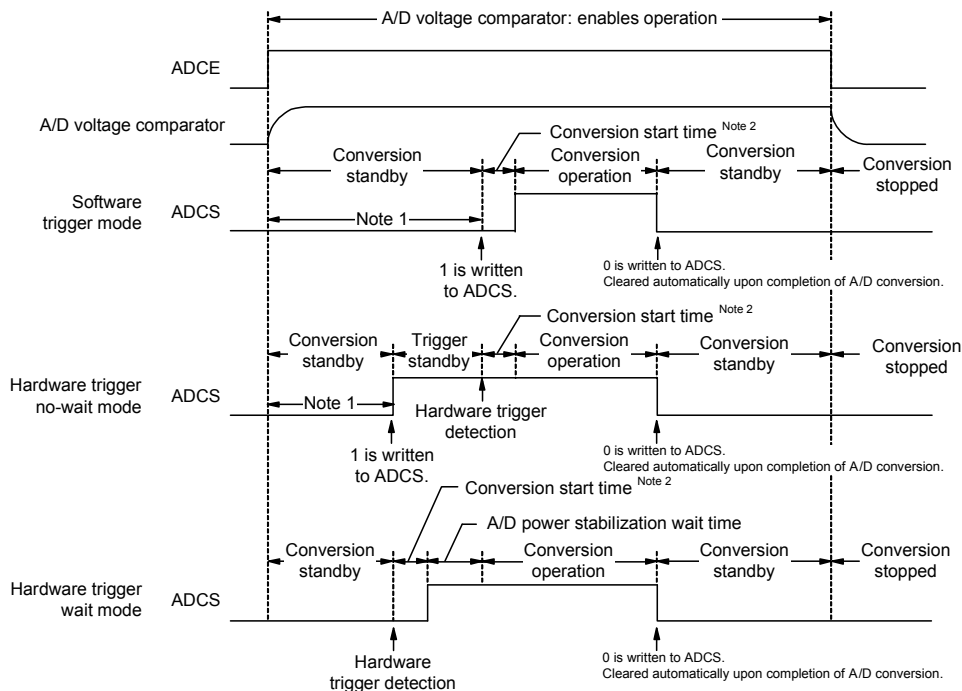 A/D voltage comparator: enables operation
ADCE
A/D voltage comparator
Conversion start time Note 2
Conversion
standby
Conversion
operation
Conversion
standby
Conversion
stopped
Software
trigger mode
ADCS
Note 1
1 is written
to ADCS.
0 is written to ADCS.
Cleared automatically upon completion of A/D conversion.
Conversion start time Note 2
Conversion
standby
Trigger
standby
Conversion
operation
Conversion
standby
Conversion
stopped
Hardware trigger
no-wait mode
ADCS
Note 1
Hardware trigger
detection
1 is written
to ADCS.
0 is written to ADCS.
Cleared automatically upon completion of A/D conversion.
Conversion start time Note 2
A/D power stabilization wait time
Conversion
standby
Conversion
operation
Conversion
standby
Conversion
stopped
Hardware trigger
wait mode
ADCS
Hardware
trigger detection
0 is written to ADCS.
Cleared automatically upon completion of A/D conversion.